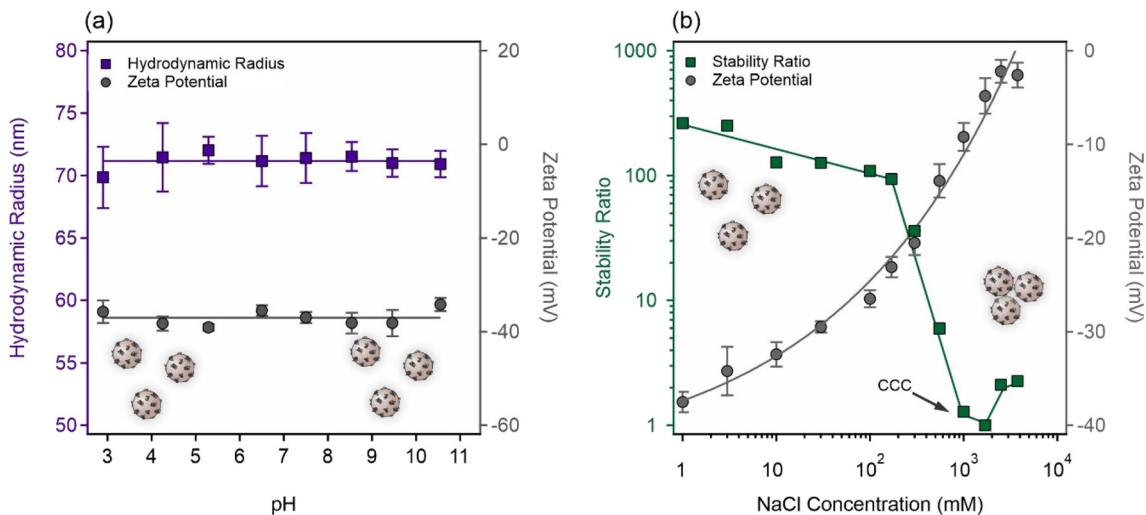 (a)
80
75
70
65
60
55
50
Hydrodynamic Radius (nm)
Hydrodynamic Radius
Zeta Potential
20
0
-20
-40
-60
Zeta Potential (mV)
3 4 5 6 7 8 9 10 11
pH
(b)
1000
100
10
1
Stability Ratio
Stability Ratio
Zeta Potential
CCC
0
-10
-20
-30
-40
Zeta Potential (mV)
1 10 10² 10³ 10⁴
NaCl Concentration (mM)